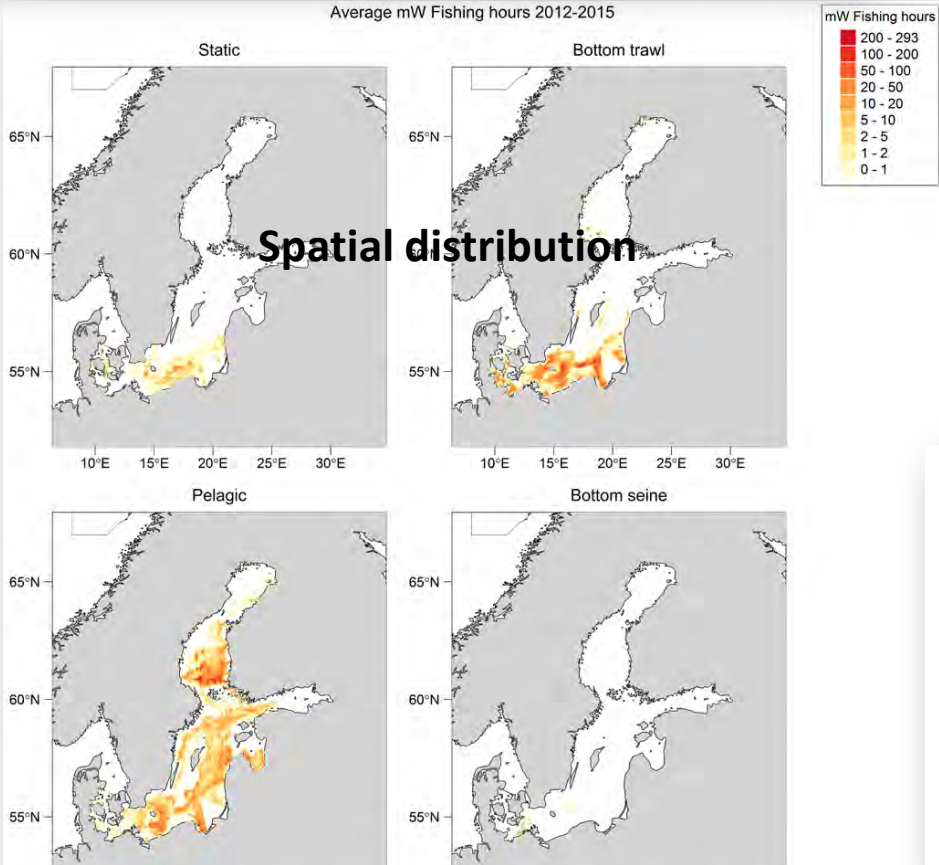 Average mW Fishing hours 2012-2015
mW Fishing hours
200 - 293
100 - 200
50 - 100
20 - 50
10 - 20
5 - 10
2 - 5
1 - 2
0 - 1
Static
65°N
60°N
55°N
10°E 15°E 20°E 25°E 30°E
Bottom trawl
65°N
55°N
10°E 15°E 20°E 25°E 30°E
Spatial distribution
Pelagic
65°N
60°N
55°N
Bottom seine
65°N
60°N
55°N